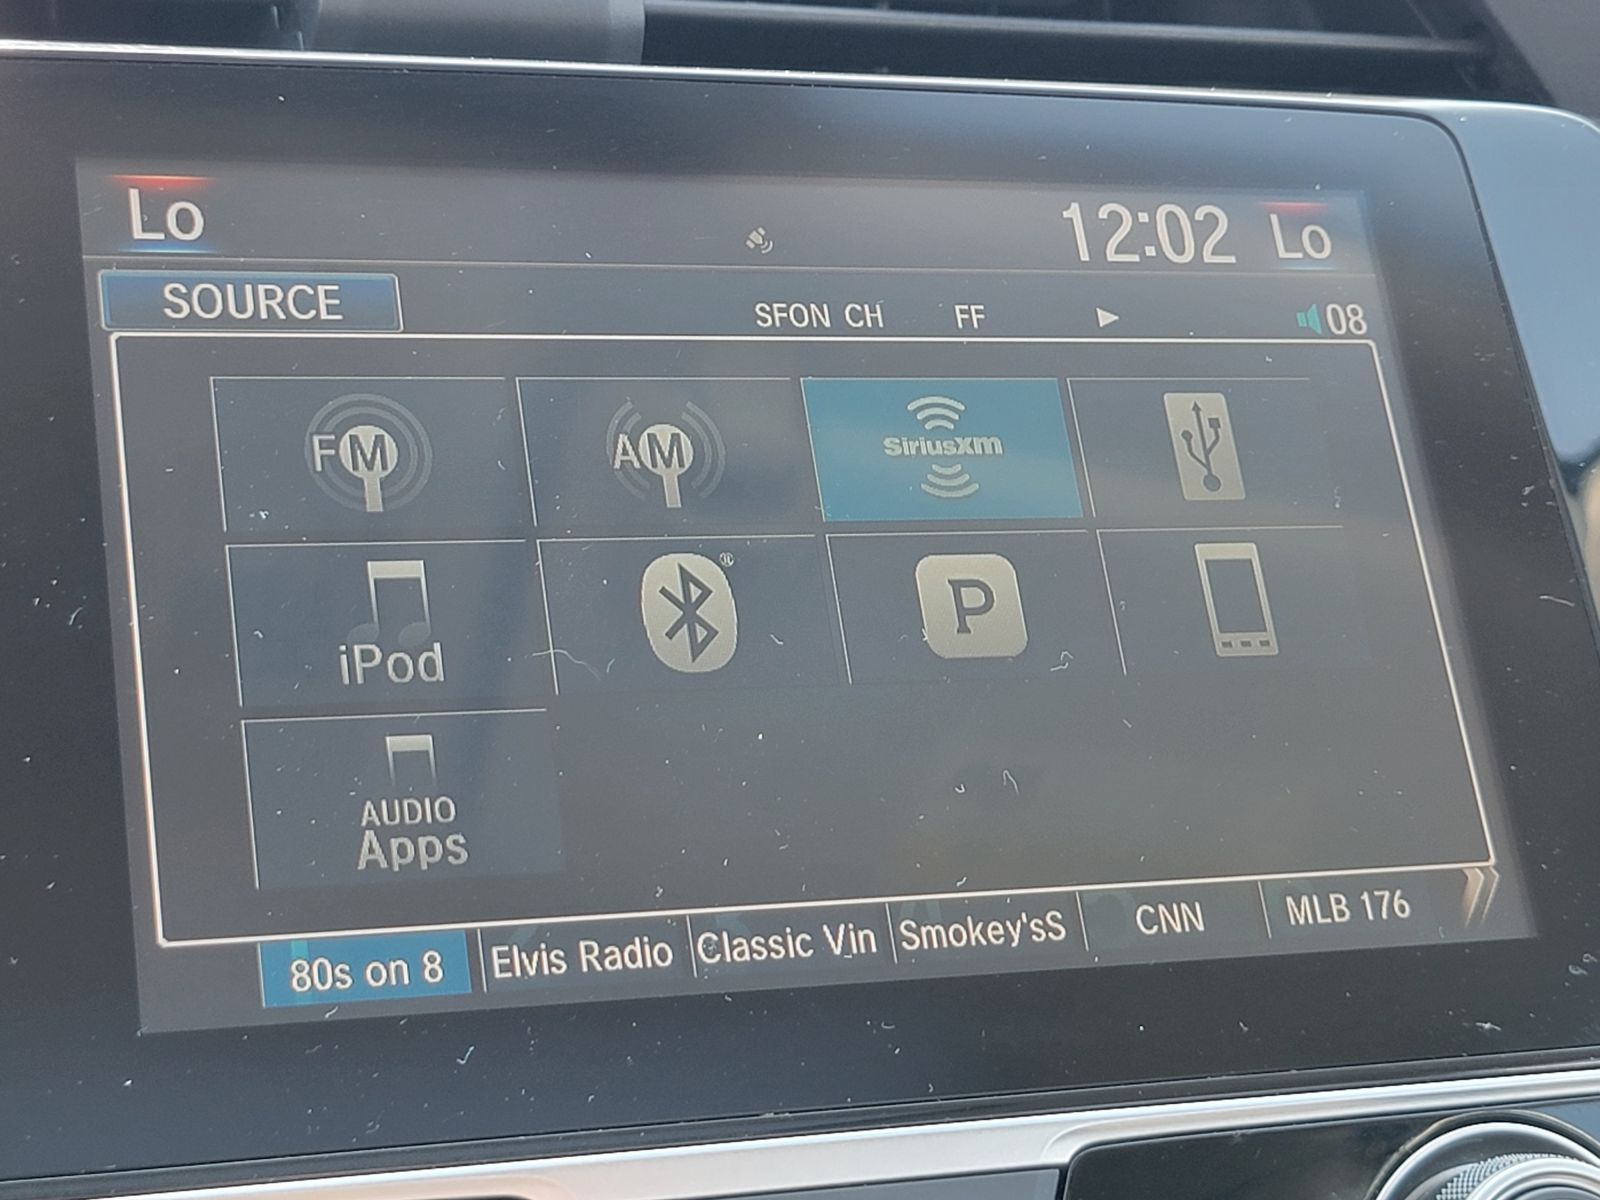 Lo 12:02 Lo
SOURCE SFON CH FF 08
FM AM SiriusXm
iPod ® P
AUDIO
Apps
80s on 8 Elvis Radio Classic Vin Smokey'sS CNN MLB 176